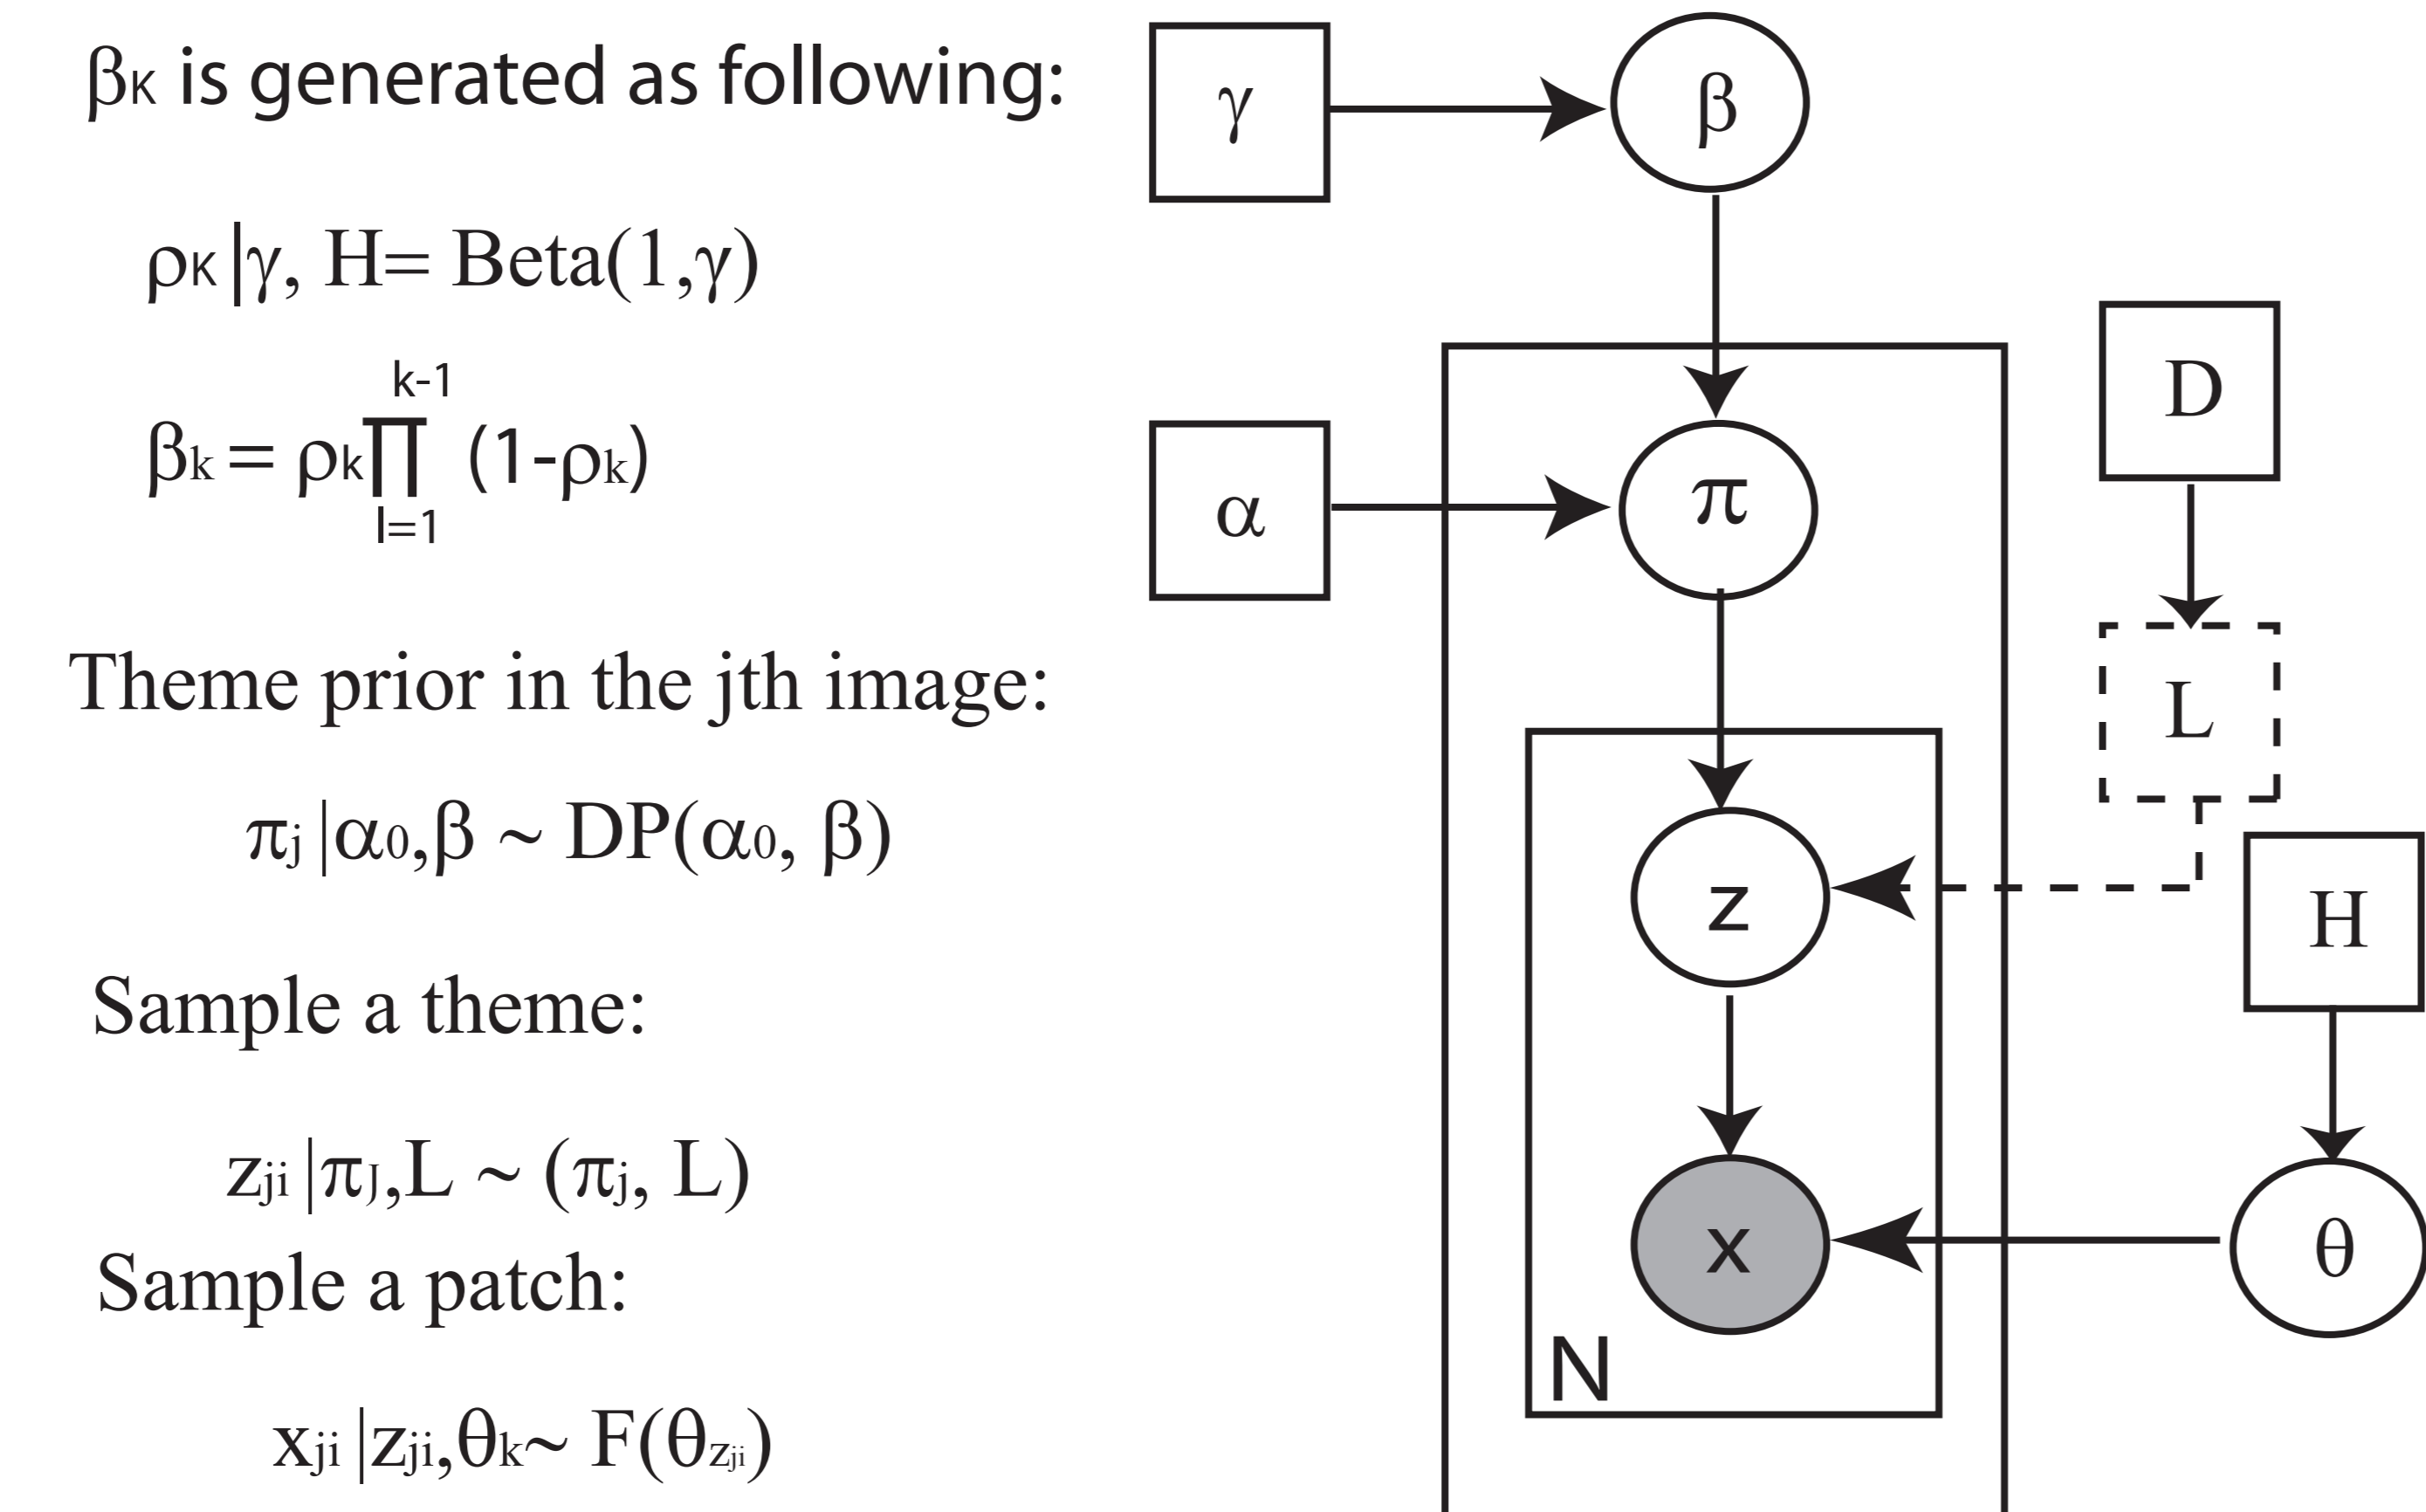 βK is generated as following:
ρK|γ, H= Beta(1,γ)
k-1
βk = ρk∏ (1-ρk)
l=1
Theme prior in the jth image:
πj|α0,β ~ DP(α0, β)
Sample a theme:
zji|πJ,L ~ (πj, L)
Sample a patch:
xji|zji,θk~ F(θzji)
γ
β
α
π
D
L
z
H
x
θ
N